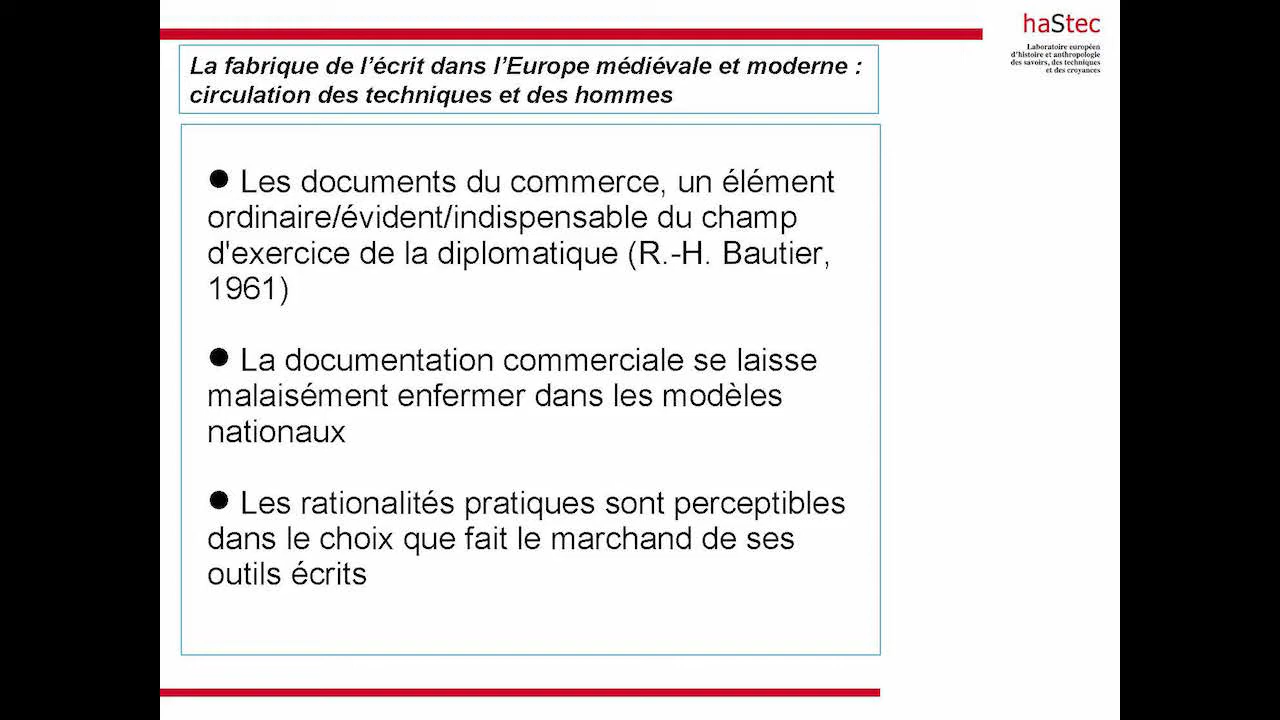 haStec
Laboratoire européen
d'histoire et anthropologie
des savoirs, des techniques
et des croyances
La fabrique de l'écrit dans l'Europe médiévale et moderne :
circulation des techniques et des hommes
● Les documents du commerce, un élément
ordinaire/évident/indispensable du champ
d'exercice de la diplomatique (R.-H. Bautier,
1961)
● La documentation commerciale se laisse
malaisément enfermer dans les modèles
nationaux
● Les rationalités pratiques sont perceptibles
dans le choix que fait le marchand de ses
outils écrits